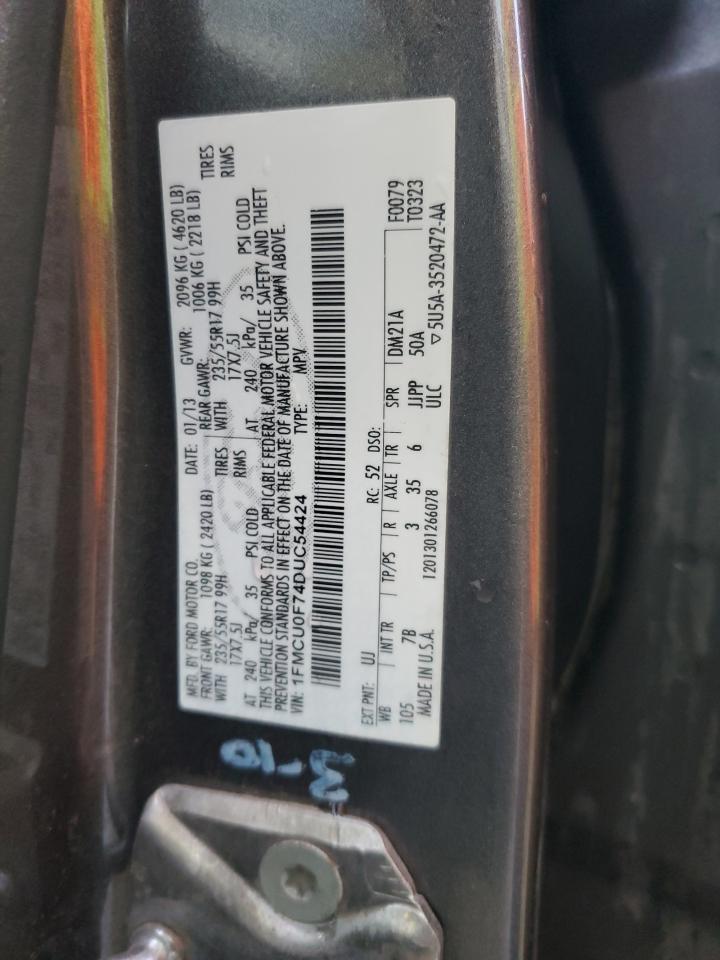 MFD. BY FORD MOTOR CO. DATE: 01/13 GVWR: 2096 KG ( 4620 LB)
FRONT GAWR: 1098 KG ( 2420 LB) REAR GAWR: 1006 KG ( 2218 LB)
WITH 235/55R17 99H TIRES WITH 235/55R17 99H TIRES
17X7.5J RIMS 17X7.5J RIMS
AT 240 kPa/ 35 PSI COLD AT 240 kPa/ 35 PSI COLD
THIS VEHICLE CONFORMS TO ALL APPLICABLE FEDERAL MOTOR VEHICLE SAFETY AND THEFT
PREVENTION STANDARDS IN EFFECT ON THE DATE OF MANUFACTURE SHOWN ABOVE.
VIN: 1FMCU0F74DUC54424 TYPE: MPV
EXT PNT: UJ RC: 52 DSO: F0079
WB INT TR TP/PS R AXLE TR SPR DM21A T0323
105 7B 3 35 6 JJPP 50A
MADE IN U.S.A. 1201301266078 ULC ▽5U5A-3520472-AA